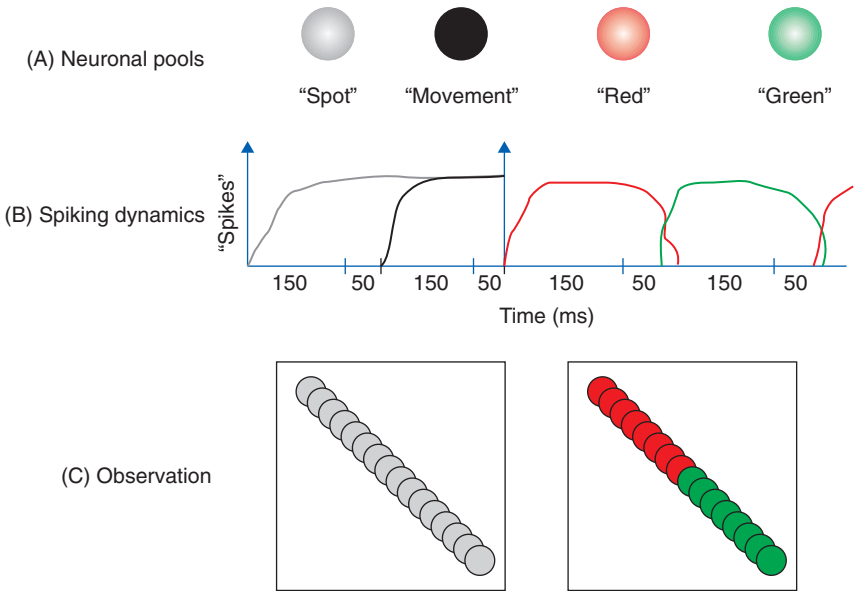 (A) Neuronal pools
“Spot” “Movement” “Red” “Green”
(B) Spiking dynamics
“Spikes”
150 50 150 50 150 50 150 50
Time (ms)
(C) Observation